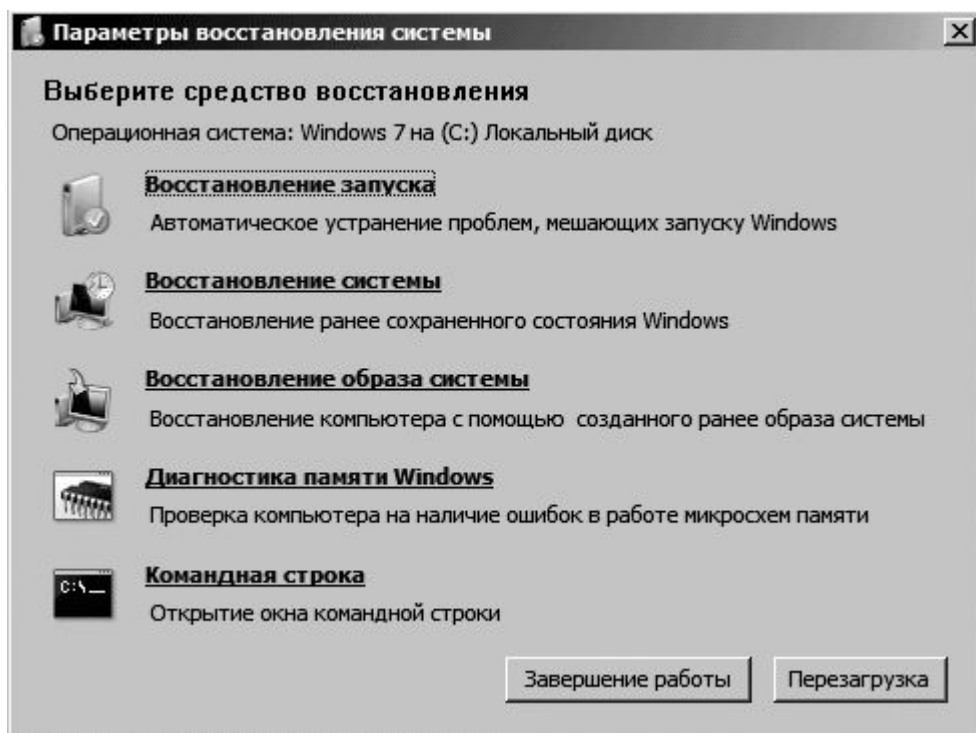 Параметры восстановления системы
Выберите средство восстановления
Операционная система: Windows 7 на (C:) Локальный диск
Восстановление запуска
Автоматическое устранение проблем, мешающих запуску Windows
Восстановление системы
Восстановление ранее сохраненного состояния Windows
Восстановление образа системы
Восстановление компьютера с помощью созданного ранее образа системы
Диагностика памяти Windows
Проверка компьютера на наличие ошибок в работе микросхем памяти
C:\_
Командная строка
Открытие окна командной строки
Завершение работы Перезагрузка